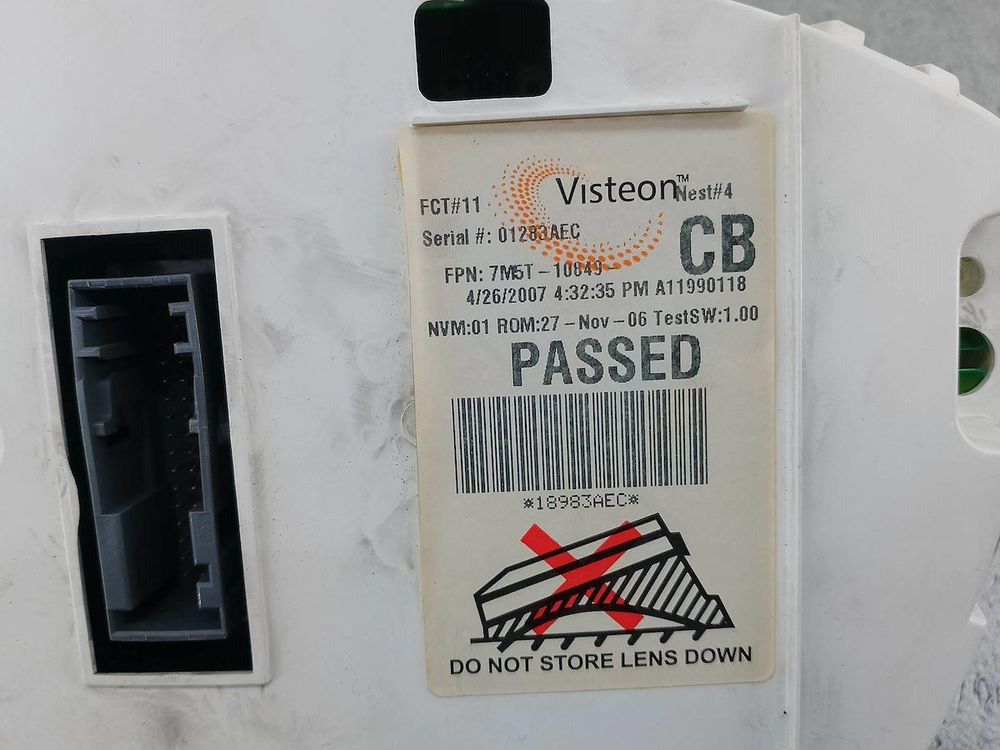 Visteon™
FCT#11 Nest#4
Serial #: 01283AEC
CB
FPN: 7M5T-10849-
4/26/2007 4:32:35 PM A11990118
NVM:01 ROM:27-Nov-06 TestSW:1.00
PASSED
*18983AEC*
DO NOT STORE LENS DOWN